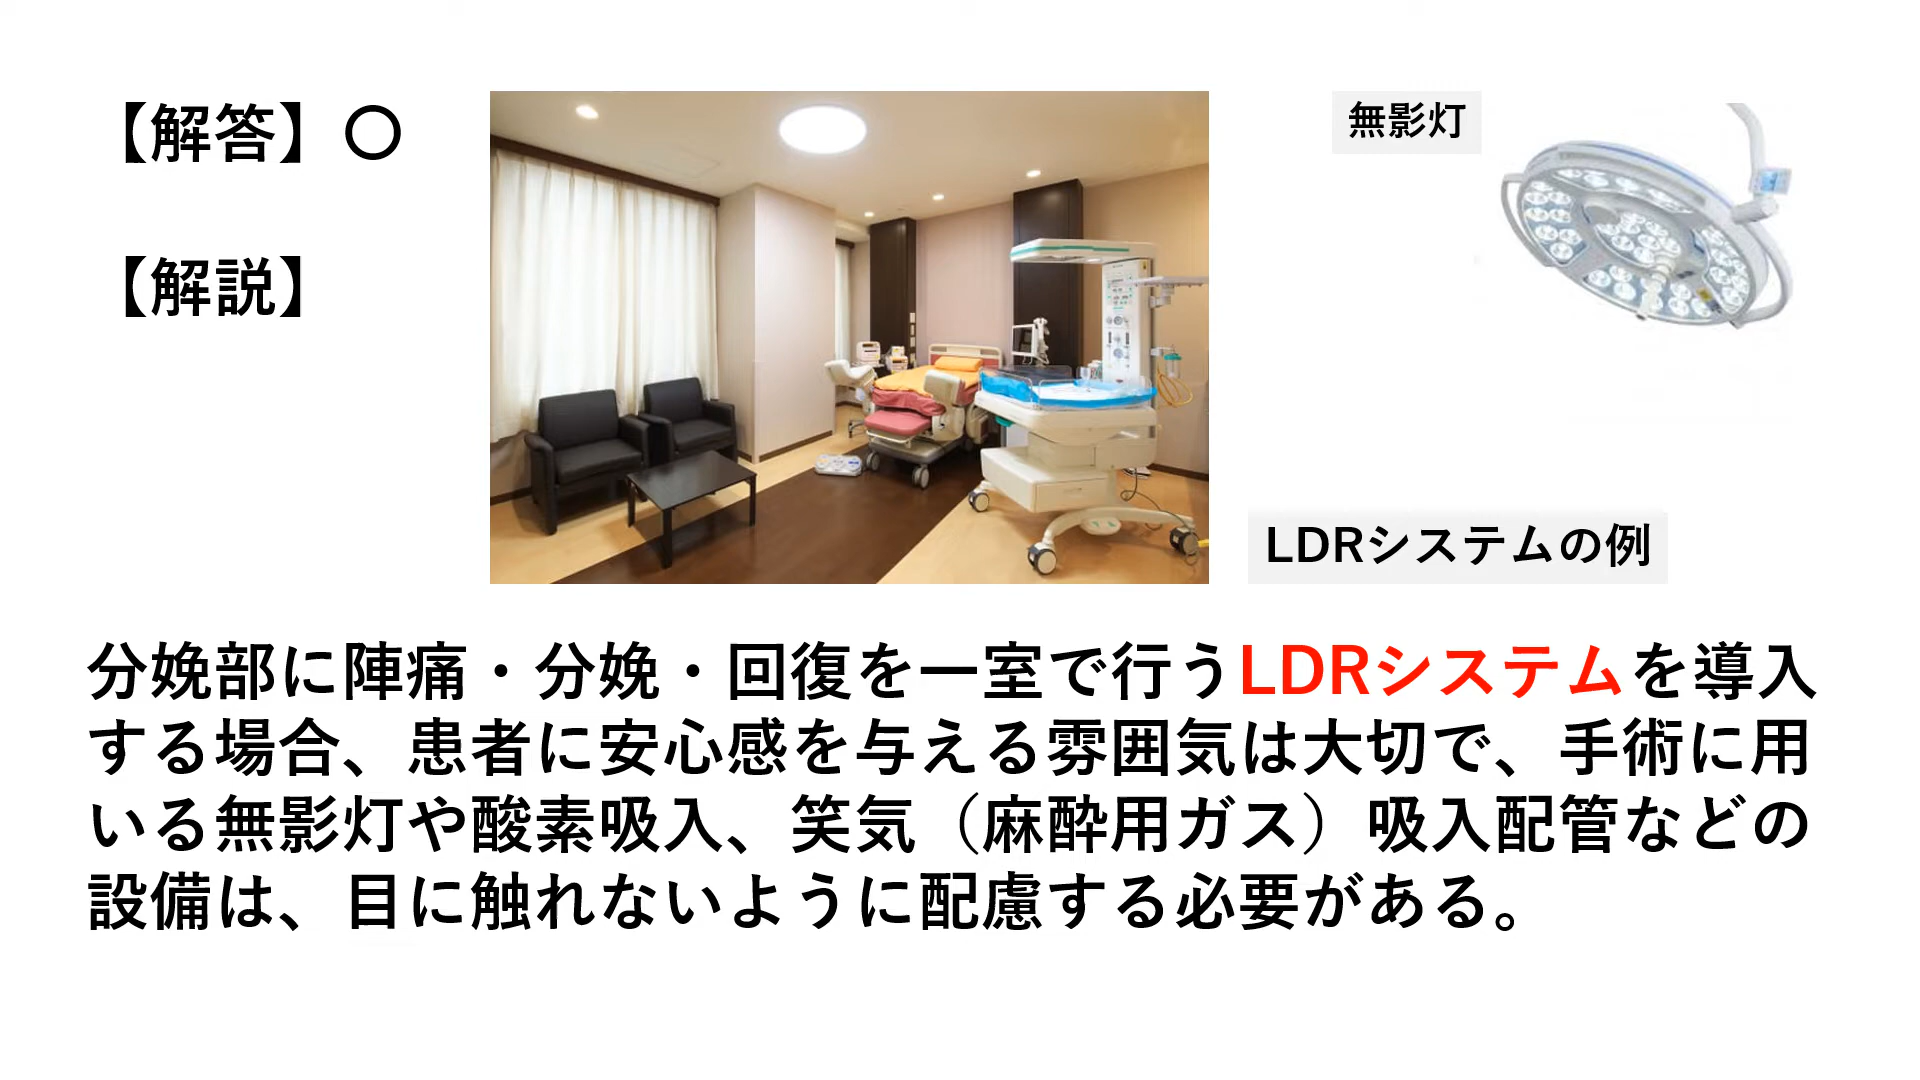 【解答】〇
無影灯
【解説】
LDRシステムの例
分娩部に陣痛・分娩・回復を一室で行うLDRシステムを導入
する場合、患者に安心感を与える雰囲気は大切で、手術に用
いる無影灯や酸素吸入、笑気（麻酔用ガス）吸入配管などの
設備は、目に触れないように配慮する必要がある。